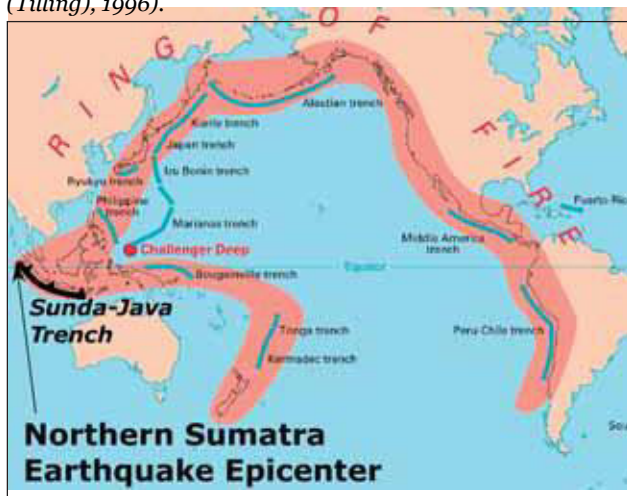 (Tilling), 1996).
RING OF FIRE
Aleutian trench
Kurile trench
Japan trench
Izu Bonin trench
Ryukyu trench
Philippine
trench
Marianas trench
Challenger Deep
Bougainville trench
Equator
Sunda-Java
Trench
Tonga trench
Kermadec trench
Middle America
trench
Puerto Ric
Peru-Chile trench
Sou
Northern Sumatra
Earthquake Epicenter